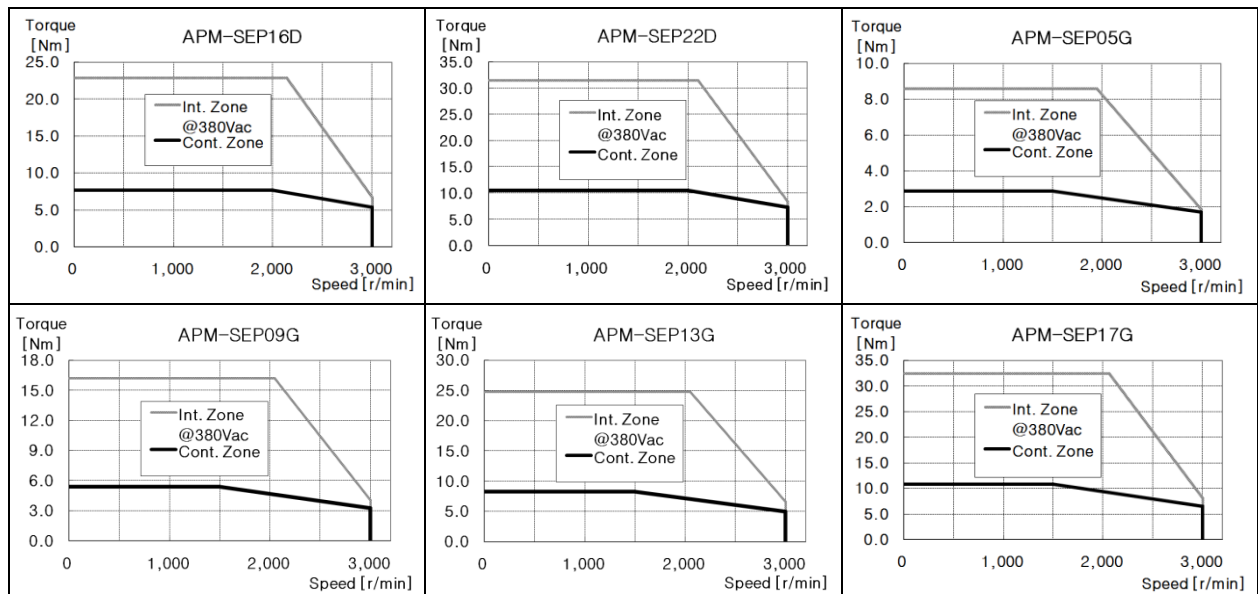 Torque
[Nm]
APM-SEP16D
25.0
20.0
15.0
10.0
5.0
0.0
Int. Zone
@380Vac
Cont. Zone
0 1,000 2,000 3,000
Speed [r/min]
Torque
[Nm]
APM-SEP22D
35.0
30.0
25.0
20.0
15.0
10.0
5.0
0.0
Int. Zone
@380Vac
Cont. Zone
0 1,000 2,000 3,000
Speed [r/min]
Torque
[Nm]
APM-SEP05G
10.0
8.0
6.0
4.0
2.0
0.0
Int. Zone
@380Vac
Cont. Zone
0 1,000 2,000 3,000
Speed [r/min]
Torque
[Nm]
APM-SEP09G
18.0
15.0
12.0
9.0
6.0
3.0
0.0
Int. Zone
@380Vac
Cont. Zone
0 1,000 2,000 3,000
Speed [r/min]
Torque
[Nm]
APM-SEP13G
30.0
25.0
20.0
15.0
10.0
5.0
0.0
Int. Zone
@380Vac
Cont. Zone
0 1,000 2,000 3,000
Speed [r/min]
Torque
[Nm]
APM-SEP17G
35.0
30.0
25.0
20.0
15.0
10.0
5.0
0.0
Int. Zone
@380Vac
Cont. Zone
0 1,000 2,000 3,000
Speed [r/min]